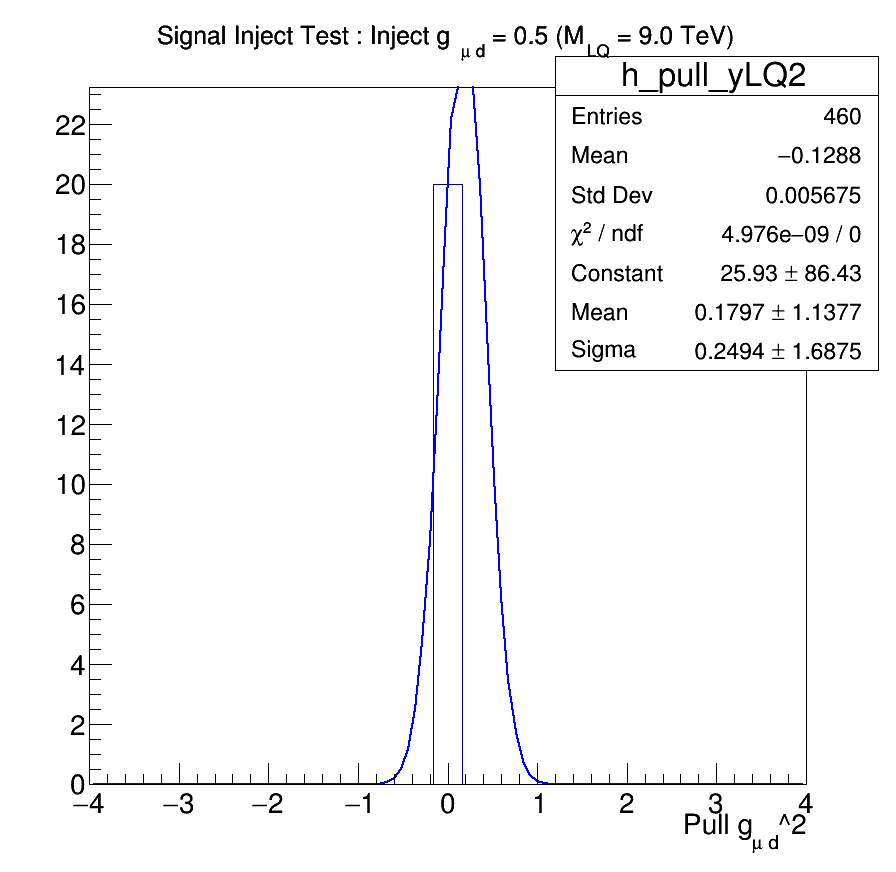 Signal Inject Test : Inject g μ d = 0.5 (M LQ = 9.0 TeV)
h_pull_yLQ2
Entries 460
Mean −0.1288
Std Dev 0.005675
χ² / ndf 4.976e−09 / 0
Constant 25.93 ± 86.43
Mean 0.1797 ± 1.1377
Sigma 0.2494 ± 1.6875
22
20
18
16
14
12
10
8
6
4
2
0
−4 −3 −2 −1 0 1 2 3 4
Pull g μ d^2